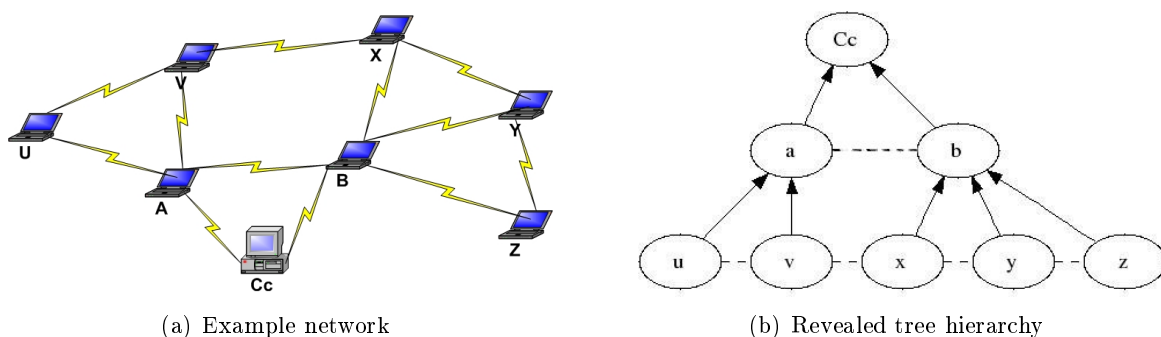 X
V
Y
U
B
A
Z
Cc
(a) Example network
Cc
a b
u v x y z
(b) Revealed tree hierarchy